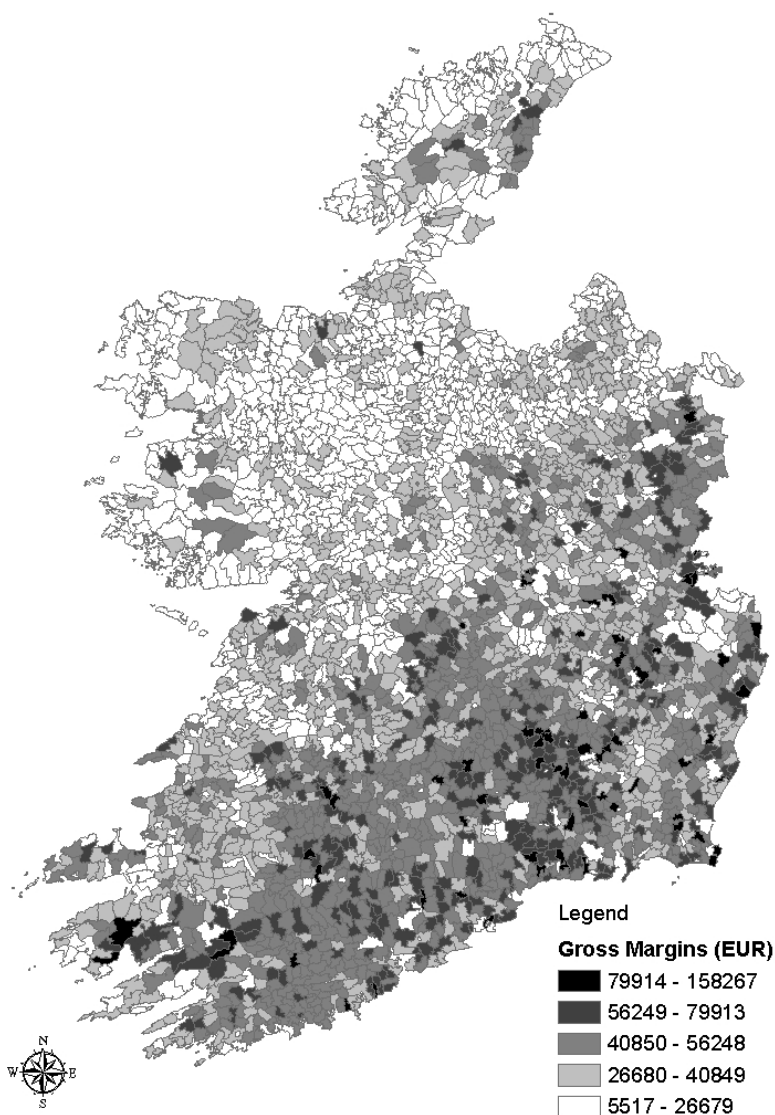 Legend
Gross Margins (EUR)
79914 - 158267
56249 - 79913
40850 - 56248
26680 - 40849
5517 - 26679
N
W E
S